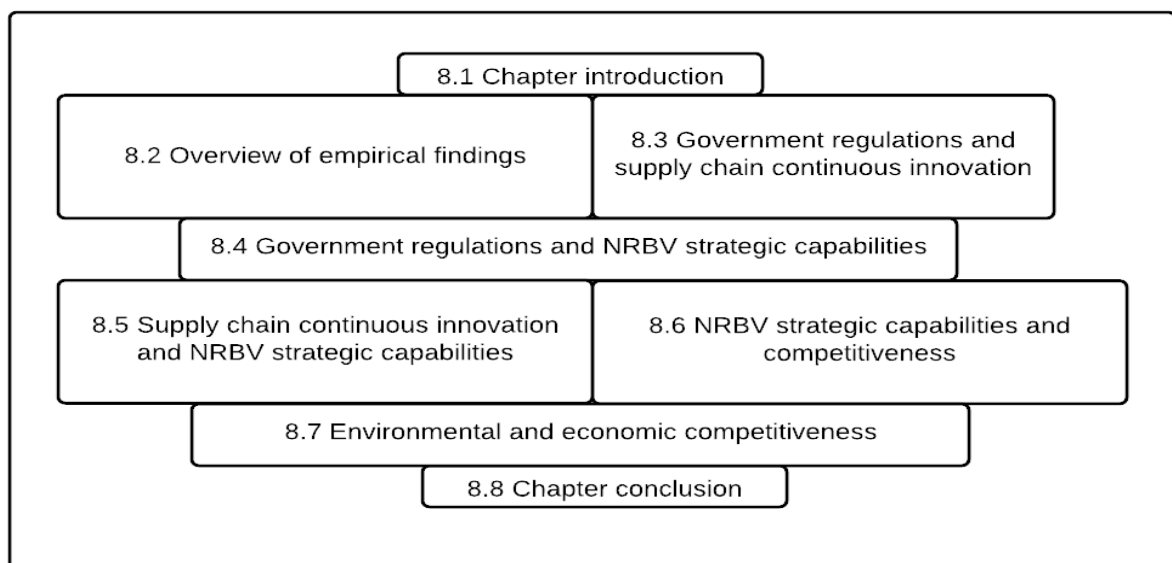 8.1 Chapter introduction
8.2 Overview of empirical findings
8.3 Government regulations and
supply chain continuous innovation
8.4 Government regulations and NRBV strategic capabilities
8.5 Supply chain continuous innovation
and NRBV strategic capabilities
8.6 NRBV strategic capabilities and
competitiveness
8.7 Environmental and economic competitiveness
8.8 Chapter conclusion